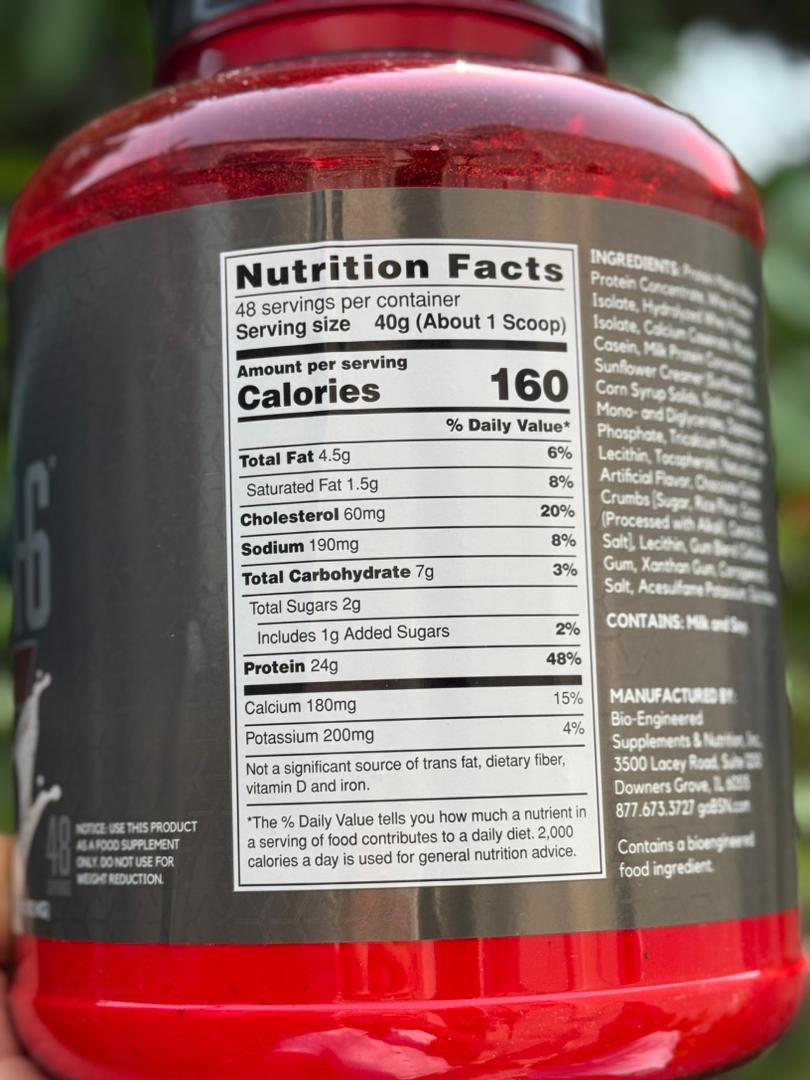 Nutrition Facts
48 servings per container
Serving size 40g (About 1 Scoop)
Amount per serving
Calories 160
% Daily Value*
Total Fat 4.5g 6%
Saturated Fat 1.5g 8%
Cholesterol 60mg 20%
Sodium 190mg 8%
Total Carbohydrate 7g 3%
Total Sugars 2g
Includes 1g Added Sugars 2%
Protein 24g 48%
Calcium 180mg 15%
Potassium 200mg 4%
Not a significant source of trans fat, dietary fiber,
vitamin D and iron.
*The % Daily Value tells you how much a nutrient in
a serving of food contributes to a daily diet. 2,000
calories a day is used for general nutrition advice.
INGREDIENTS: Protein
Protein Concentrate, Whey
Isolate, Hydrolyzed Whey
Isolate, Calcium Caseinate,
Casein, Milk Protein
Sunflower Creamer
Corn Syrup Solids,
Mono- and Diglycerides,
Phosphate, Tricalcium
Lecithin, Tocopherols,
Artificial Flavor,
Crumbs [Sugar, Rice
(Processed with Alkali),
Salt], Lecithin, Gum Blend
Gum, Xanthan Gum,
Salt, Acesulfame Potassium,
CONTAINS: Milk and Soy.
MANUFACTURED BY:
Bio-Engineered
Supplements & Nutrition, Inc.
3500 Lacey Road, Suite
Downers Grove, IL
877.673.3727 goBSN.com
Contains a bioengineered
food ingredient.
6
48
NOTICE: USE THIS PRODUCT
AS A FOOD SUPPLEMENT
ONLY. DO NOT USE FOR
WEIGHT REDUCTION.